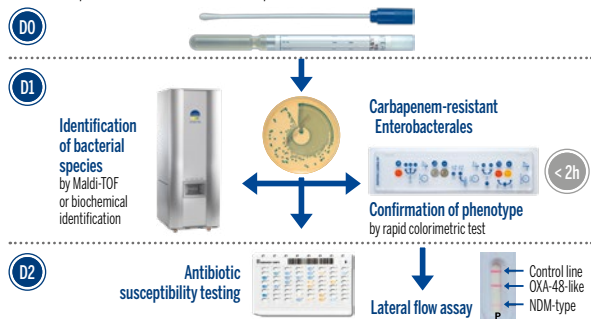 D0
D1
Identification
of bacterial
species
by Maldi-TOF
or biochemical
identification
Carbapenem-resistant
Enterobacterales
< 2h
Confirmation of phenotype
by rapid colorimetric test
D2
Antibiotic
susceptibility testing
Lateral flow assay
Control line
OXA-48-like
NDM-type
P